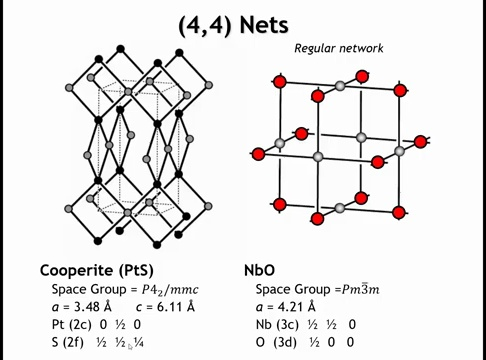 (4,4) Nets
Regular network
Cooperite (PtS)
Space Group = P4₂/mmc
a = 3.48 Å c = 6.11 Å
Pt (2c) 0 ½ 0
S (2f) ½ ½ ¼
NbO
Space Group =Pm3̅m
a = 4.21 Å
Nb (3c) ½ ½ 0
O (3d) ½ 0 0